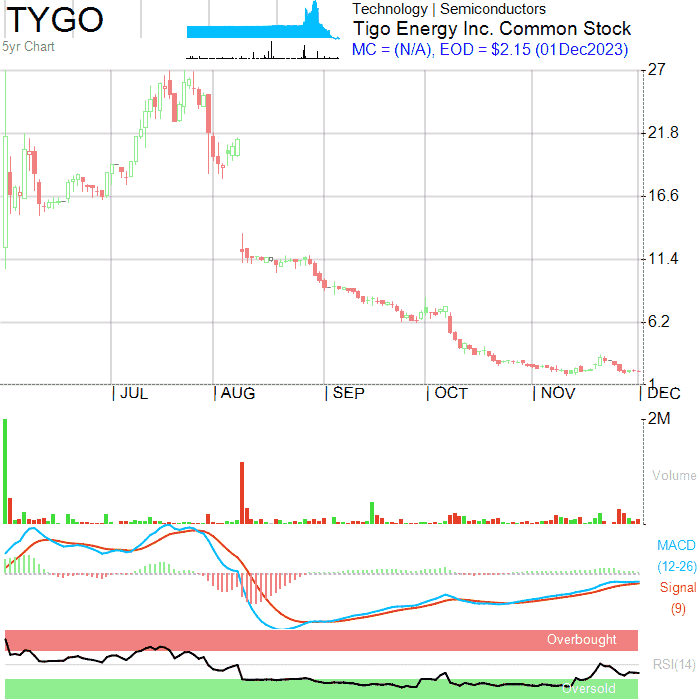 TYGO
5yr Chart
Technology | Semiconductors
Tigo Energy Inc. Common Stock
MC = (N/A), EOD = $2.15 (01Dec2023)
27
21.8
16.6
11.4
6.2
1
JUL
AUG
SEP
OCT
NOV
DEC
2M
Volume
MACD
(12-26)
Signal
(9)
Overbought
RSI(14)
Oversold